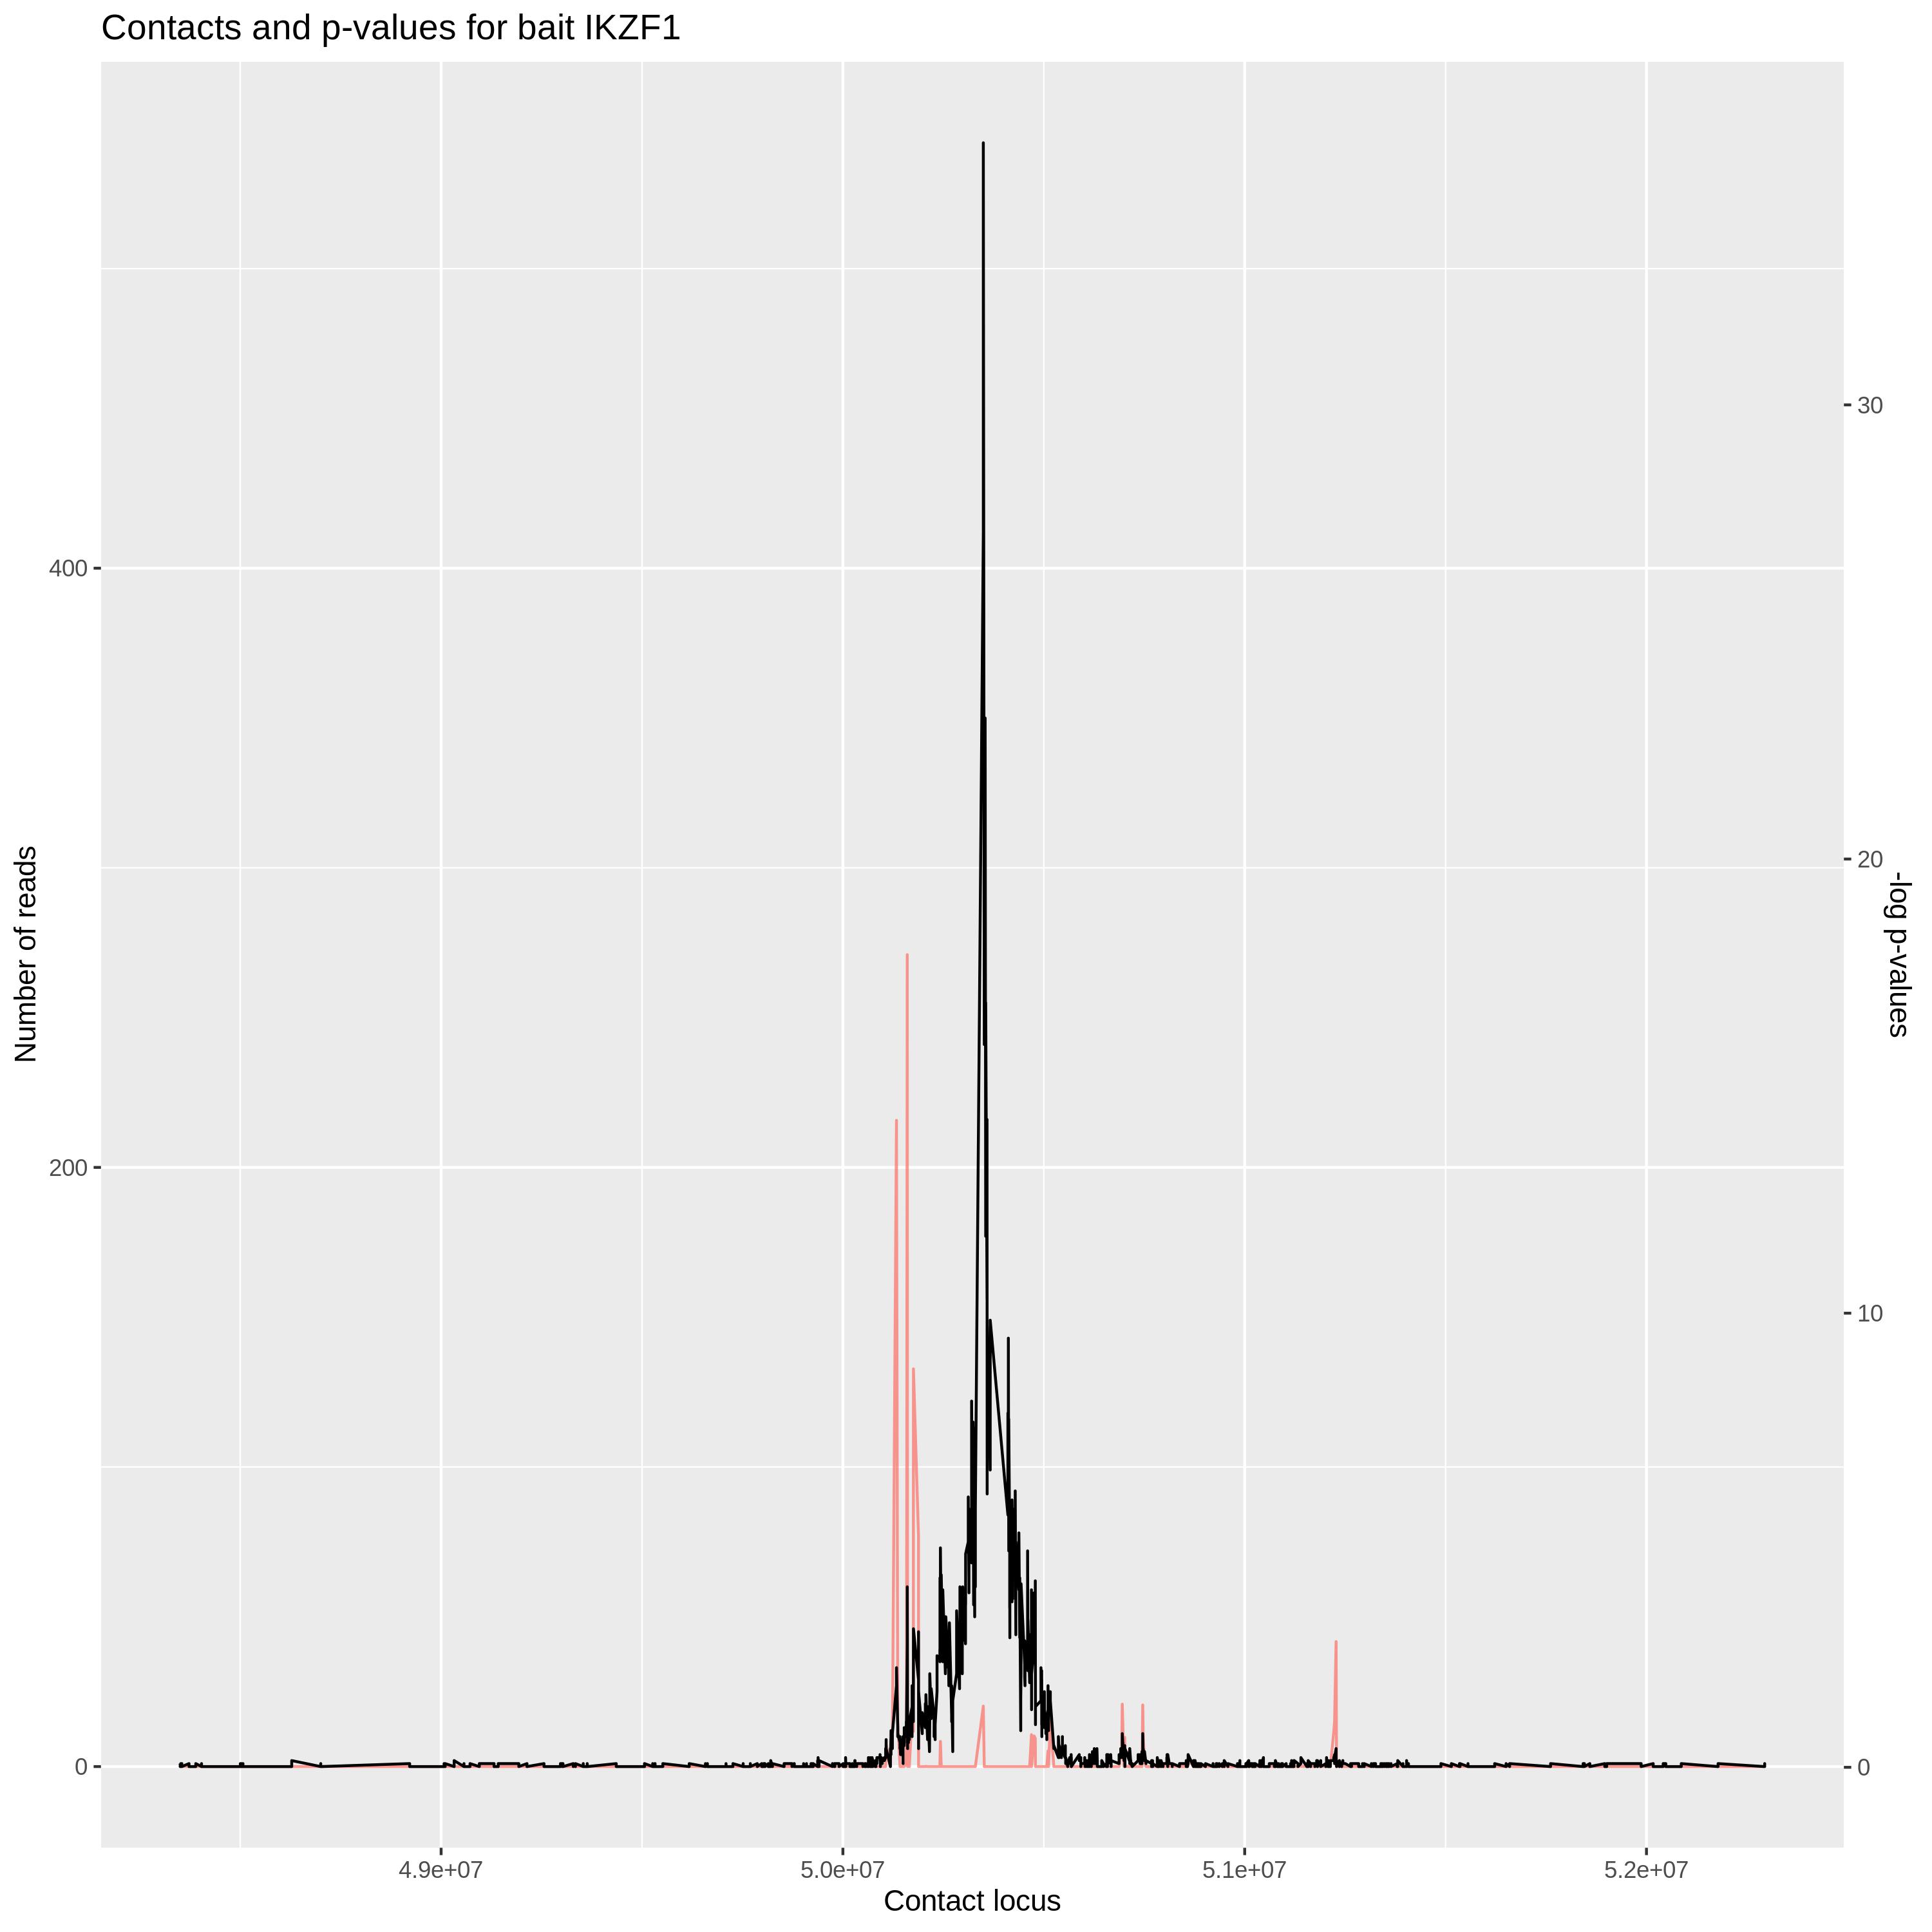 Contacts and p-values for bait IKZF1
Number of reads
400
200
0
30
20
10
0
-log p-values
4.9e+07
5.0e+07
5.1e+07
5.2e+07
Contact locus